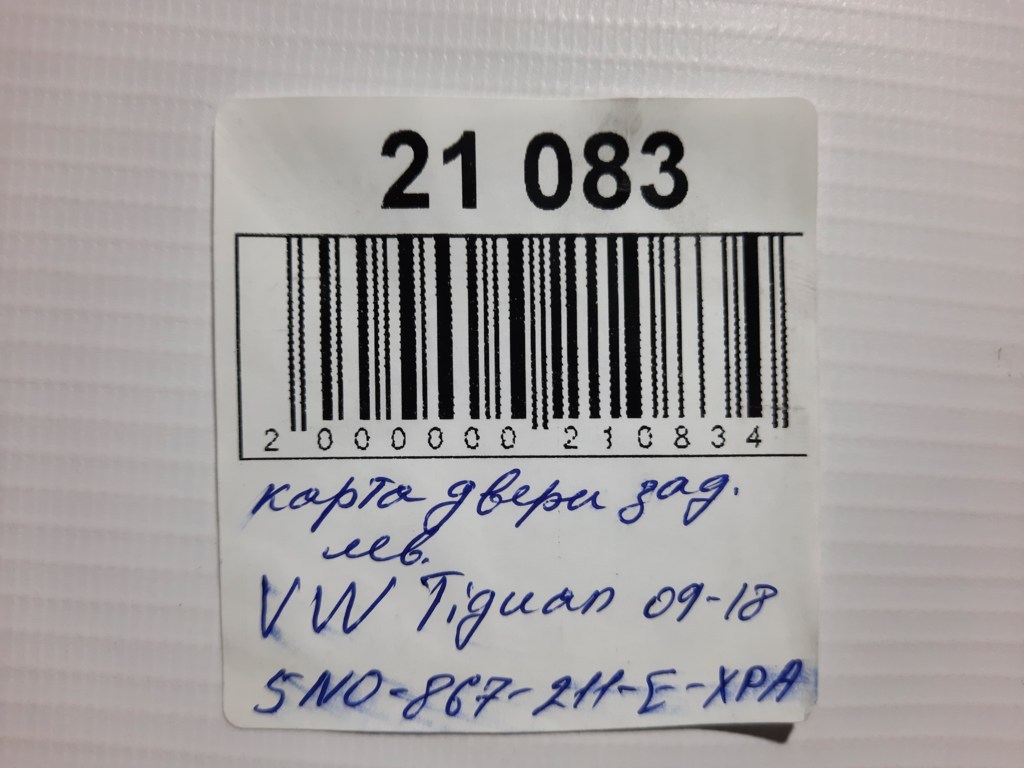 21 083
2 000000 210834
карта двери зад.
лев.
VW Tiguan 09-18
5N0-867-211-E-XPA